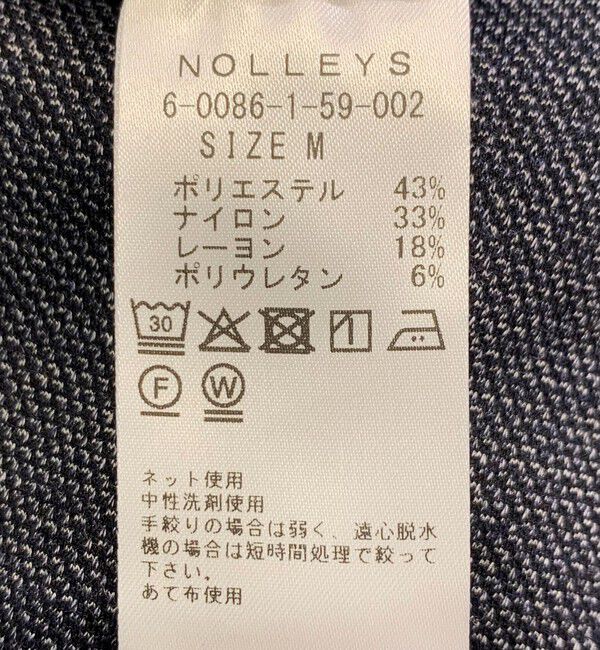 NOLLEYS
6-0086-1-59-002
SIZE M
ポリエステル 43%
ナイロン 33%
レーヨン 18%
ポリウレタン 6%
30
F W
ネット使用
中性洗剤使用
手絞りの場合は弱く、遠心脱水
機の場合は短時間処理で絞って
下さい。
あて布使用